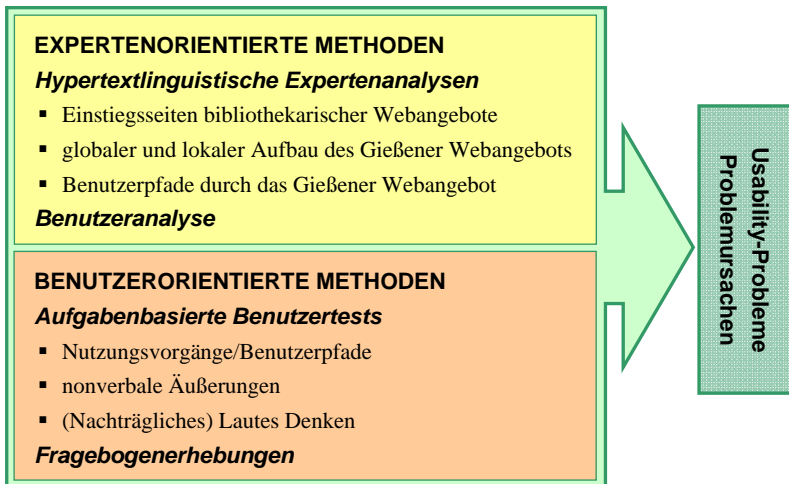 EXPERTENORIENTIERTE METHODEN
Hypertextlinguistische Expertenanalysen
▪ Einstiegsseiten bibliothekarischer Webangebote
▪ globaler und lokaler Aufbau des Gießener Webangebots
▪ Benutzerpfade durch das Gießener Webangebot
Benutzeranalyse
BENUTZERORIENTIERTE METHODEN
Aufgabenbasierte Benutzertests
▪ Nutzungsvorgänge/Benutzerpfade
▪ nonverbale Äußerungen
▪ (Nachträgliches) Lautes Denken
Fragebogenerhebungen
Usability-Probleme
Problemursachen